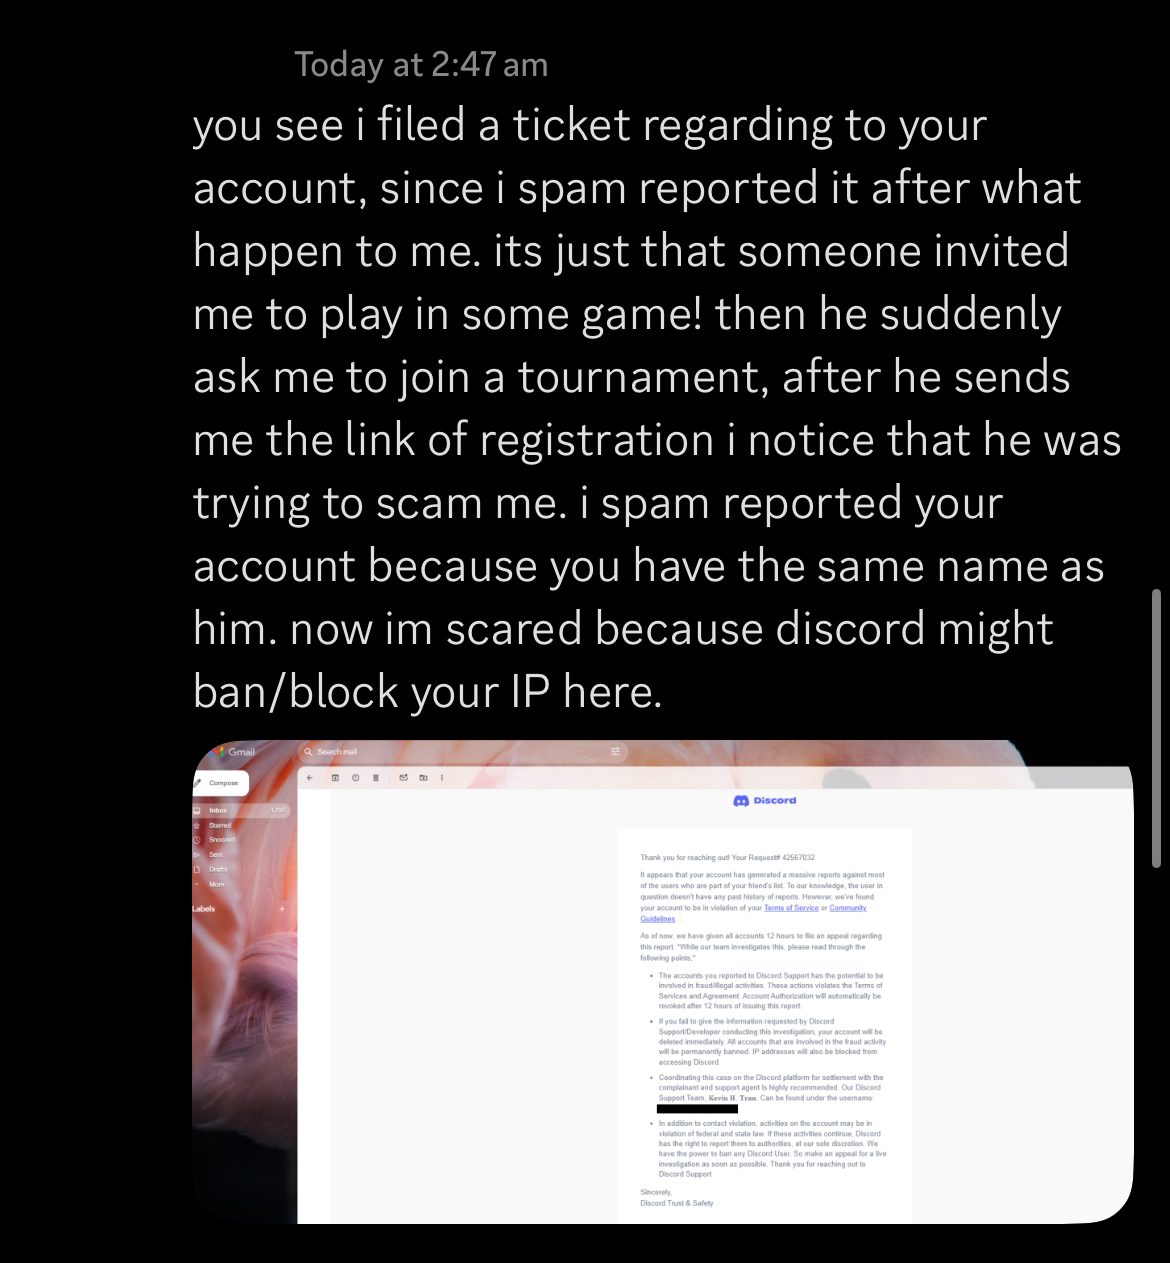 Today at 2:47 am
you see i filed a ticket regarding to your
account, since i spam reported it after what
happen to me. its just that someone invited
me to play in some game! then he suddenly
ask me to join a tournament, after he sends
me the link of registration i notice that he was
trying to scam me. i spam reported your
account because you have the same name as
him. now im scared because discord might
ban/block your IP here.
Gmail
Search mail
Compose
Inbox
Starred
Snoozed
Sent
Drafts
More
Labels +
Discord
Thank you for reaching out! Your Request# 42567032
It appears that your account has generated a massive reports against most
of the users who are part of your friend's list. To our knowledge, the user in
question doesn't have any past history of reports. However, we've found
your account to be in violation of your Terms of Service or Community
Guidelines. :
As of now, we have given all accounts 12 hours to file an appeal regarding
this report. "While our team investigates this, please read through the
following points;"
• The accounts you reported to Discord Support has the potential to be
involved in fraud/illegal activities. These actions violates the Terms of
Services and Agreement. Account Authorization will automatically be
revoked after 12 hours of issuing this report.
• If you fail to give the information requested by Discord
Support/Developer conducting this investigation, your account will be
deleted immediately. All accounts that are involved in the fraud activity
will be permanently banned. IP addresses will also be blocked from
accessing Discord.
• Coordinating this case on the Discord platform for settlement with the
complainant and support agent is highly recommended. Our Discord
Support Team, Kevin H. Tran. Can be found under the username:
• In addition to contact violation, activities on the account may be in
violation of federal and state law. If these activities continue, Discord
has the right to report them to authorities, at our sole discretion. We
have the power to ban any Discord User. So make an appeal for a live
investigation as soon as possible. Thank you for reaching out to
Discord Support
Sincerely,
Discord Trust & Safety